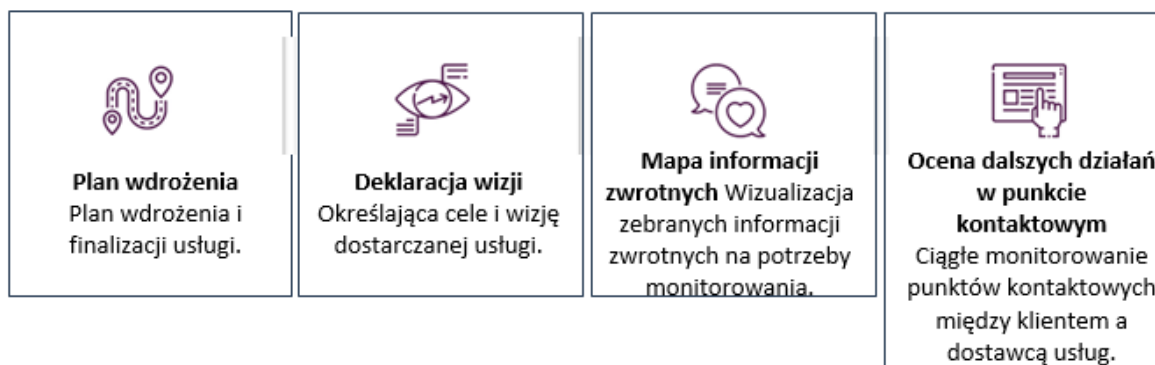 Plan wdrożenia
Plan wdrożenia i
finalizacji usługi.
Deklaracja wizji
Określająca cele i wizję
dostarczanej usługi.
Mapa informacji
zwrotnych Wizualizacja
zebranych informacji
zwrotnych na potrzeby
monitorowania.
Ocena dalszych działań
w punkcie
kontaktowym
Ciągłe monitorowanie
punktów kontaktowych
między klientem a
dostawcą usług.